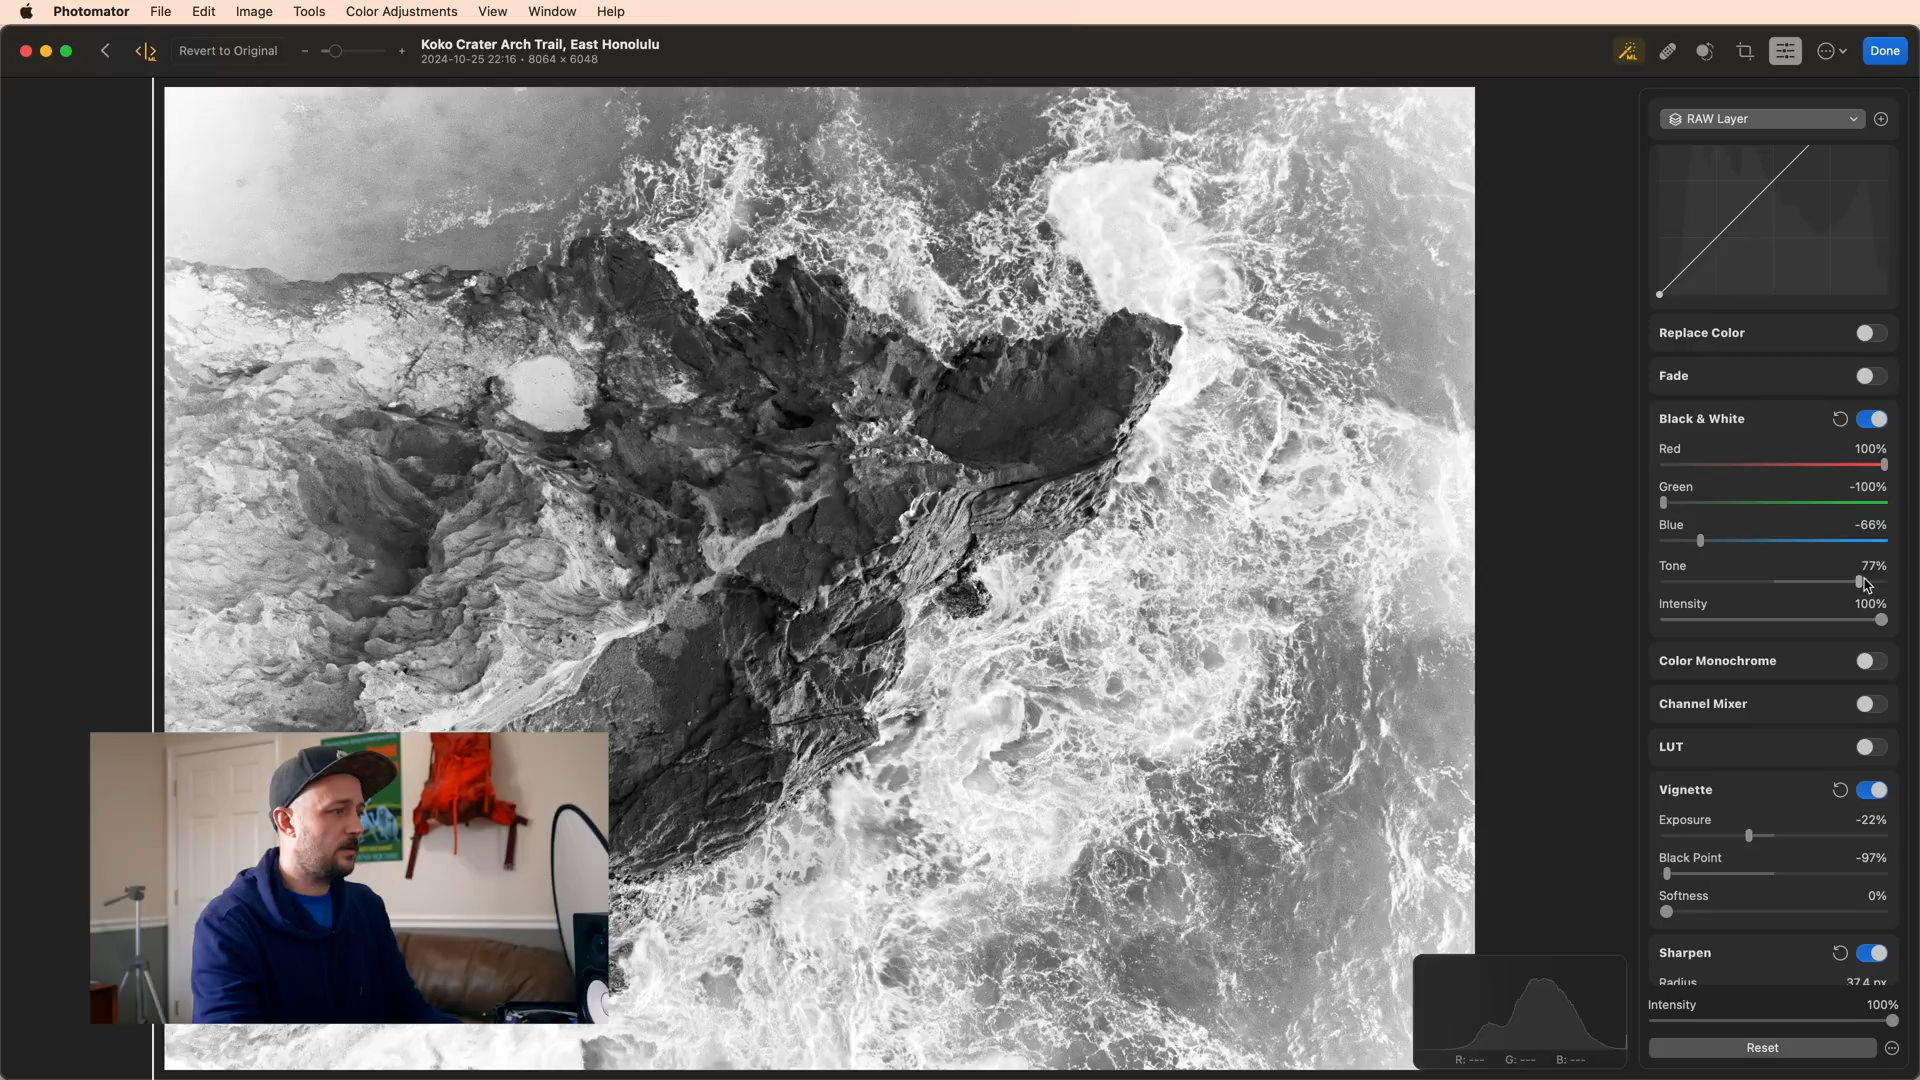 Photomator File Edit Image Tools Color Adjustments View Window Help
Revert to Original
Koko Crater Arch Trail, East Honolulu
2024-10-25 22:16 • 8064 × 6048
ML
ML
Done
RAW Layer
Replace Color
Fade
Black & White
Red 100%
Green -100%
Blue -66%
Tone 77%
Intensity 100%
Color Monochrome
Channel Mixer
LUT
Vignette
Exposure -22%
Black Point -97%
Softness 0%
Sharpen
Radius 37.4 px
Intensity 100%
Reset
R: --- G: --- B: ---